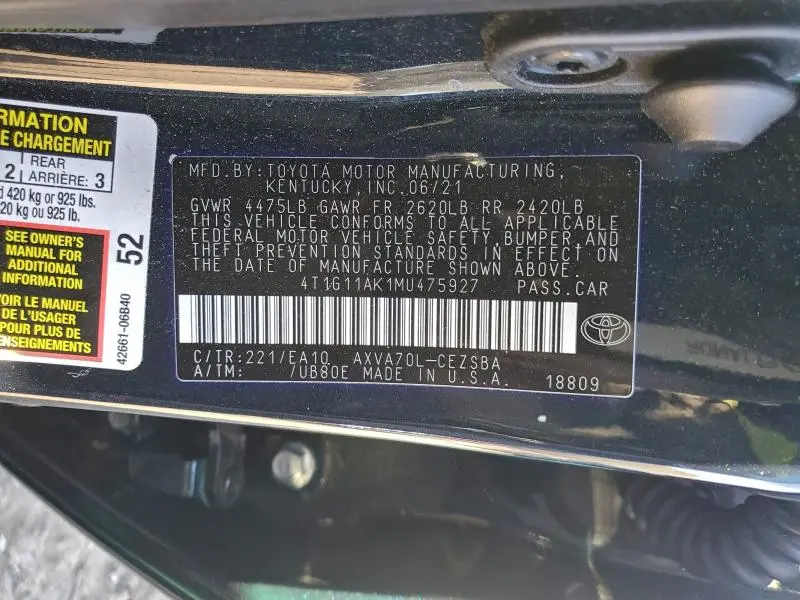 RMATION
E CHARGEMENT
2 REAR
ARRIÈRE: 3
420 kg or 925 lbs.
20 kg ou 920 lb.
SEE OWNER'S
MANUAL FOR
ADDITIONAL
INFORMATION
VOIR LE MANUEL
DE L'USAGER
POUR PLUS DE
ENSEIGNEMENTS
52
42661-06B40
MFD.BY:TOYOTA MOTOR MANUFACTURING,
KENTUCKY,INC.06/21
GVWR 4475LB GAWR FR 2620LB RR 2420LB
THIS VEHICLE CONFORMS TO ALL APPLICABLE
FEDERAL MOTOR VEHICLE SAFETY,BUMPER,AND
THEFT PREVENTION STANDARDS IN EFFECT ON
THE DATE OF MANUFACTURE SHOWN ABOVE.
4T1G11AK1MU475927 PASS.CAR
C/TR:221/EA10 AXVA70L-CEZSBA
A/TM: /UB80E MADE IN U.S.A. 18809